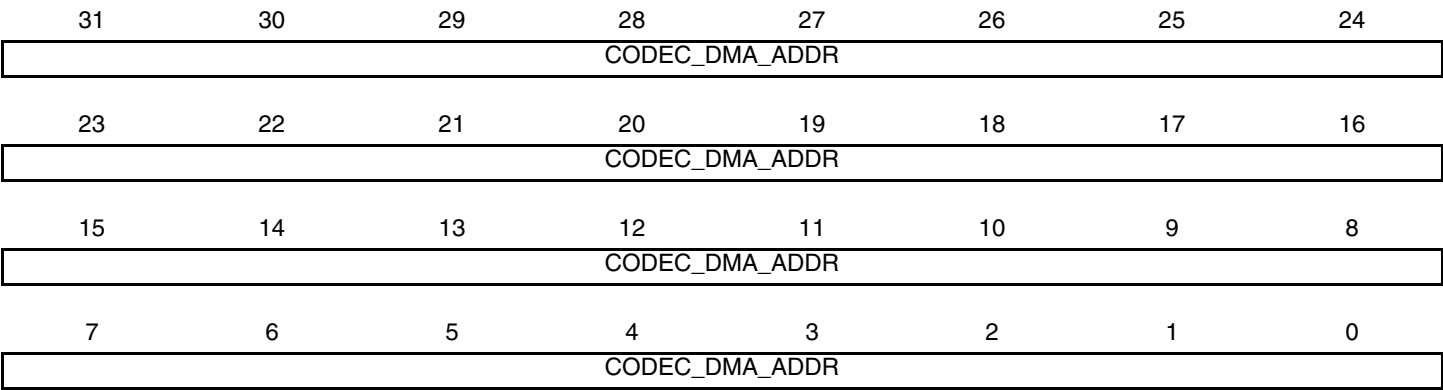 31 30 29 28 27 26 25 24
CODEC_DMA_ADDR
23 22 21 20 19 18 17 16
CODEC_DMA_ADDR
15 14 13 12 11 10 9 8
CODEC_DMA_ADDR
7 6 5 4 3 2 1 0
CODEC_DMA_ADDR